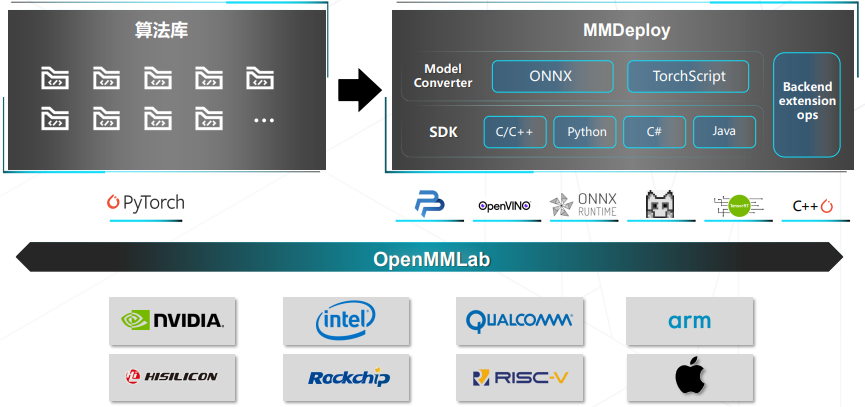 算法库
MMDeploy
Model
Converter
ONNX
TorchScript
Backend
extension
ops
SDK
C/C++
Python
C#
Java
...
PyTorch
OpenVINO
ONNX
RUNTIME
TensorRT
C++
OpenMMLab
NVIDIA.
intel
QUALCOMM
arm
HISILICON
Rockchip
RISC-V